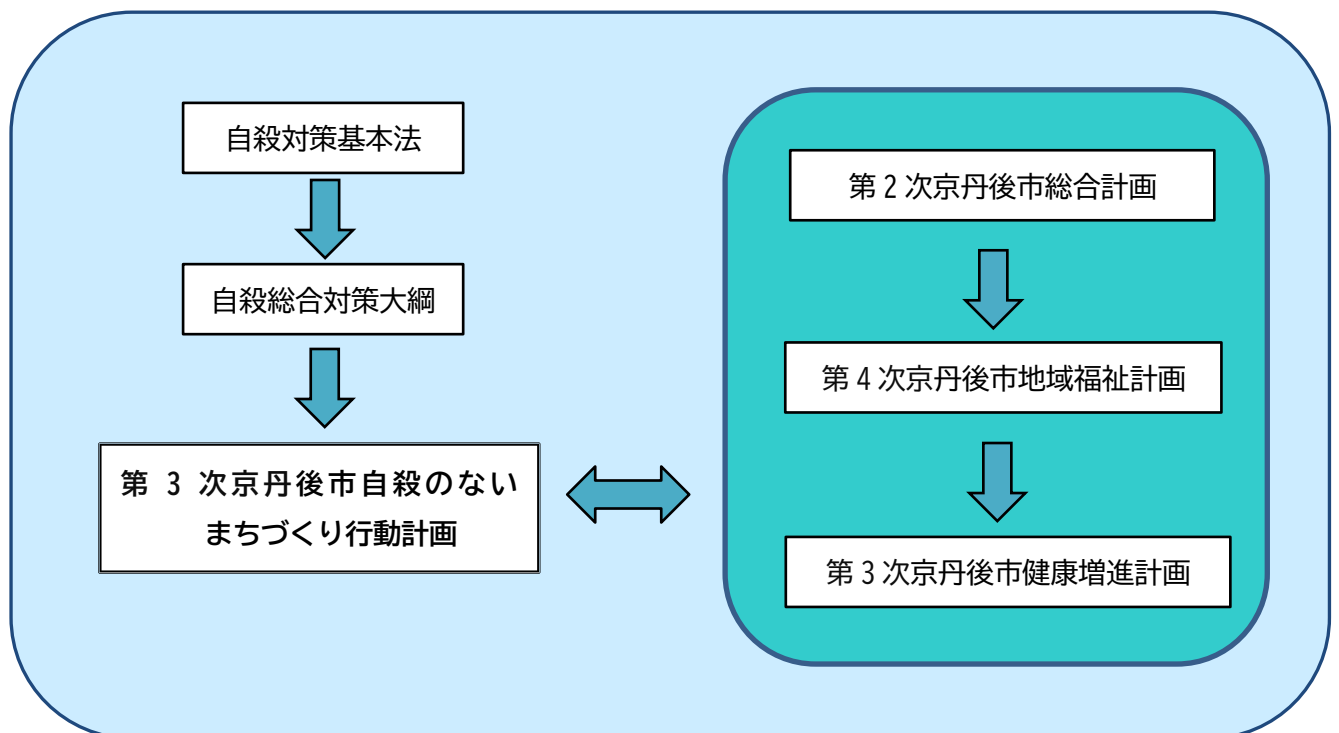 自殺対策基本法
自殺総合対策大綱
第 3 次京丹後市自殺のない
まちづくり行動計画
第 2 次京丹後市総合計画
第 4 次京丹後市地域福祉計画
第 3 次京丹後市健康増進計画